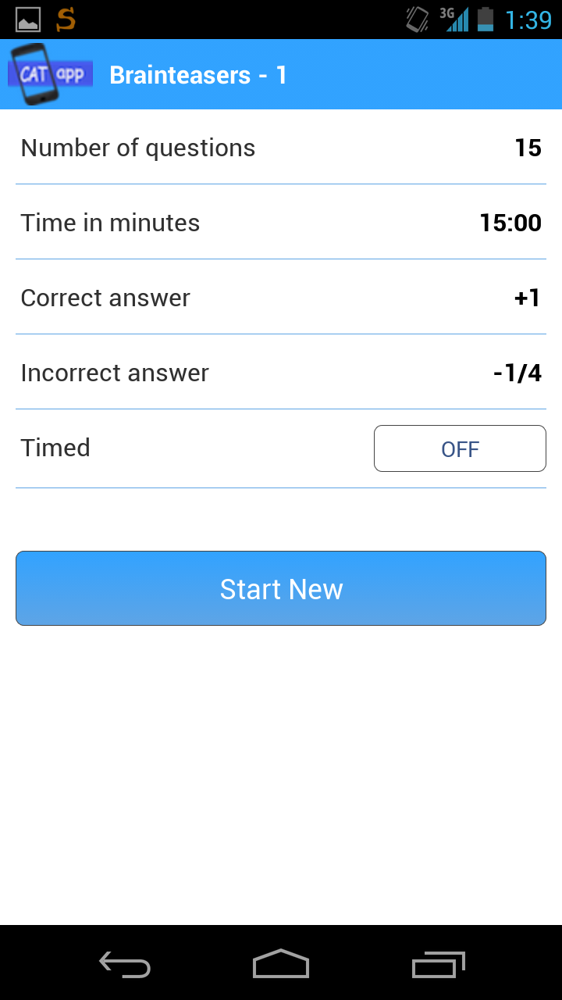 S 3G 1:39
CAT app Brainteasers - 1
Number of questions 15
Time in minutes 15:00
Correct answer +1
Incorrect answer -1/4
Timed OFF
Start New